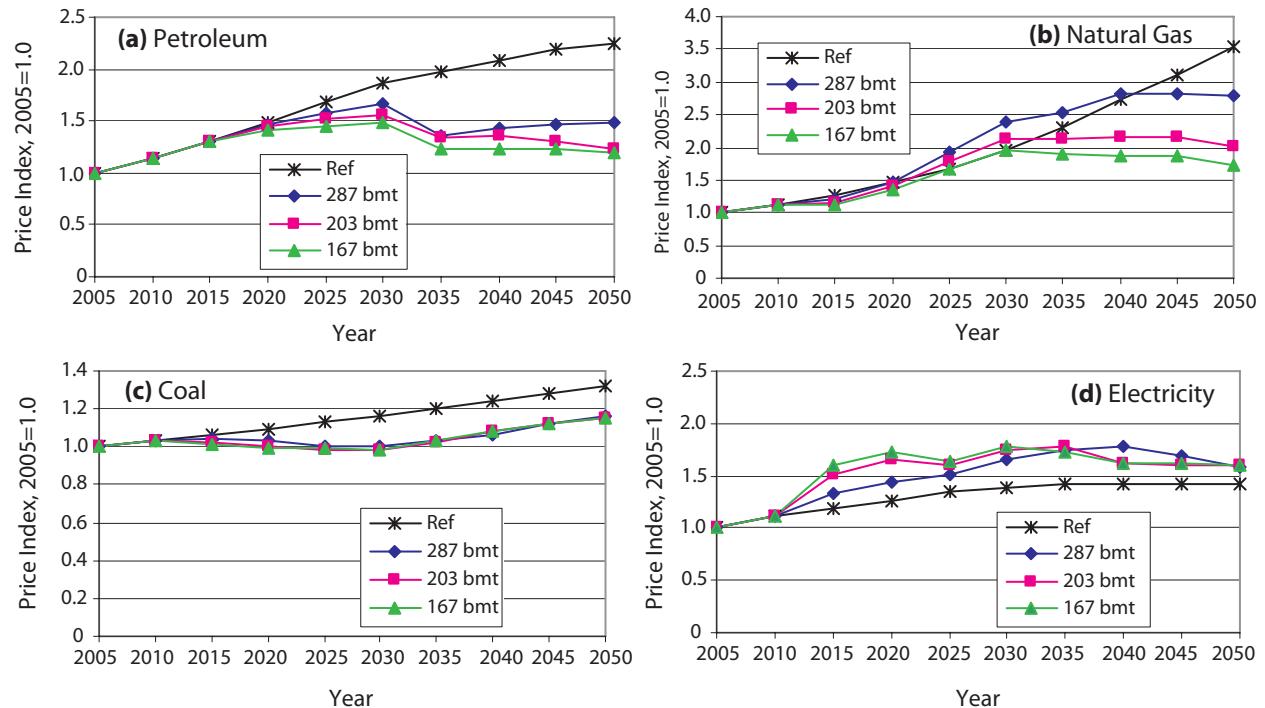 (a) Petroleum
Price Index, 2005=1.0
2.5
2.0
1.5
1.0
0.5
0
Ref
287 bmt
203 bmt
167 bmt
2005 2010 2015 2020 2025 2030 2035 2040 2045 2050
Year
(b) Natural Gas
Price Index, 2005=1.0
4.0
3.5
3.0
2.5
2.0
1.5
1.0
0.5
0
Ref
287 bmt
203 bmt
167 bmt
2005 2010 2015 2020 2025 2030 2035 2040 2045 2050
Year
(c) Coal
Price Index, 2005=1.0
1.4
1.2
1.0
0.8
0.6
0.4
0.2
0
Ref
287 bmt
203 bmt
167 bmt
2005 2010 2015 2020 2025 2030 2035 2040 2045 2050
Year
(d) Electricity
Price Index, 2005=1.0
2.5
2.0
1.5
1.0
0.5
0
Ref
287 bmt
203 bmt
167 bmt
2005 2010 2015 2020 2025 2030 2035 2040 2045 2050
Year